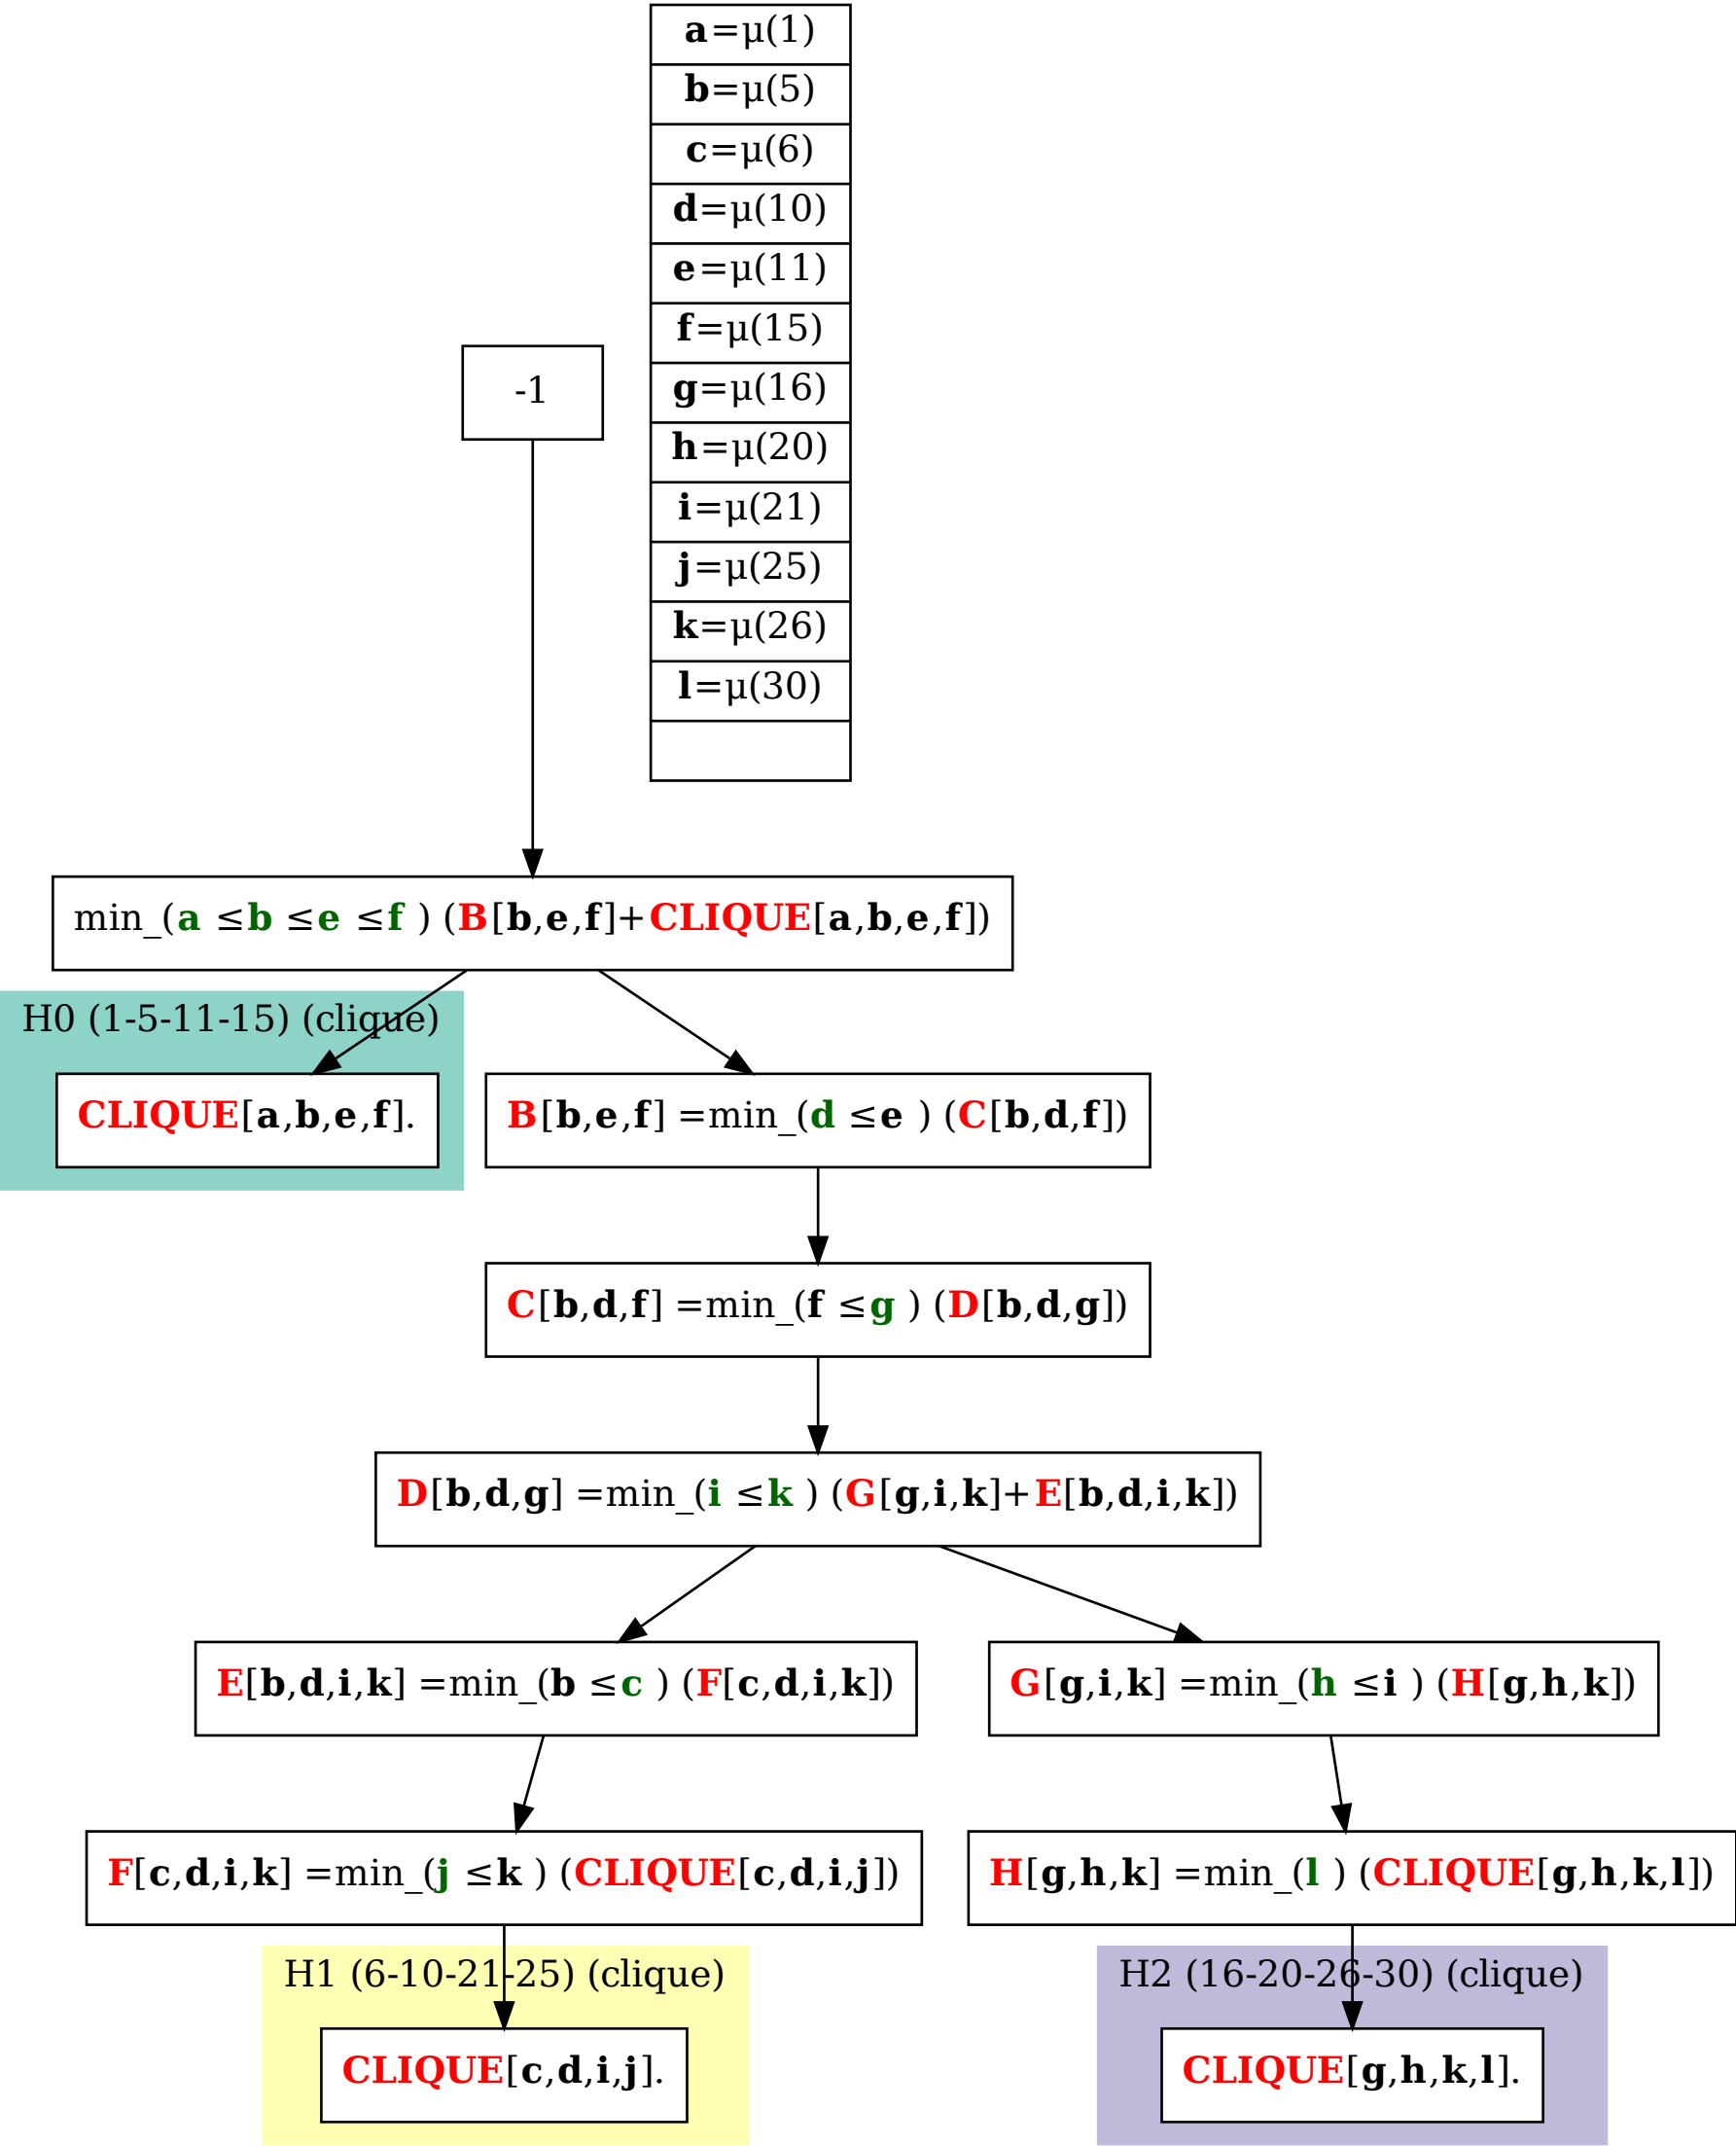 a=μ(1)
b=μ(5)
c=μ(6)
d=μ(10)
e=μ(11)
f=μ(15)
g=μ(16)
h=μ(20)
i=μ(21)
j=μ(25)
k=μ(26)
l=μ(30)
-1
min_(a ≤b ≤e ≤f ) (B[b,e,f]+CLIQUE[a,b,e,f])
H0 (1-5-11-15) (clique)
CLIQUE[a,b,e,f].
B[b,e,f] =min_(d ≤e ) (C[b,d,f])
C[b,d,f] =min_(f ≤g ) (D[b,d,g])
D[b,d,g] =min_(i ≤k ) (G[g,i,k]+E[b,d,i,k])
E[b,d,i,k] =min_(b ≤c ) (F[c,d,i,k])
G[g,i,k] =min_(h ≤i ) (H[g,h,k])
F[c,d,i,k] =min_(j ≤k ) (CLIQUE[c,d,i,j])
H[g,h,k] =min_(l ) (CLIQUE[g,h,k,l])
H1 (6-10-21-25) (clique)
CLIQUE[c,d,i,j].
H2 (16-20-26-30) (clique)
CLIQUE[g,h,k,l].